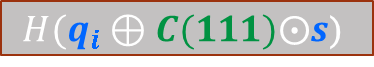 H(qᵢ ⊕ C(111)⊙s)